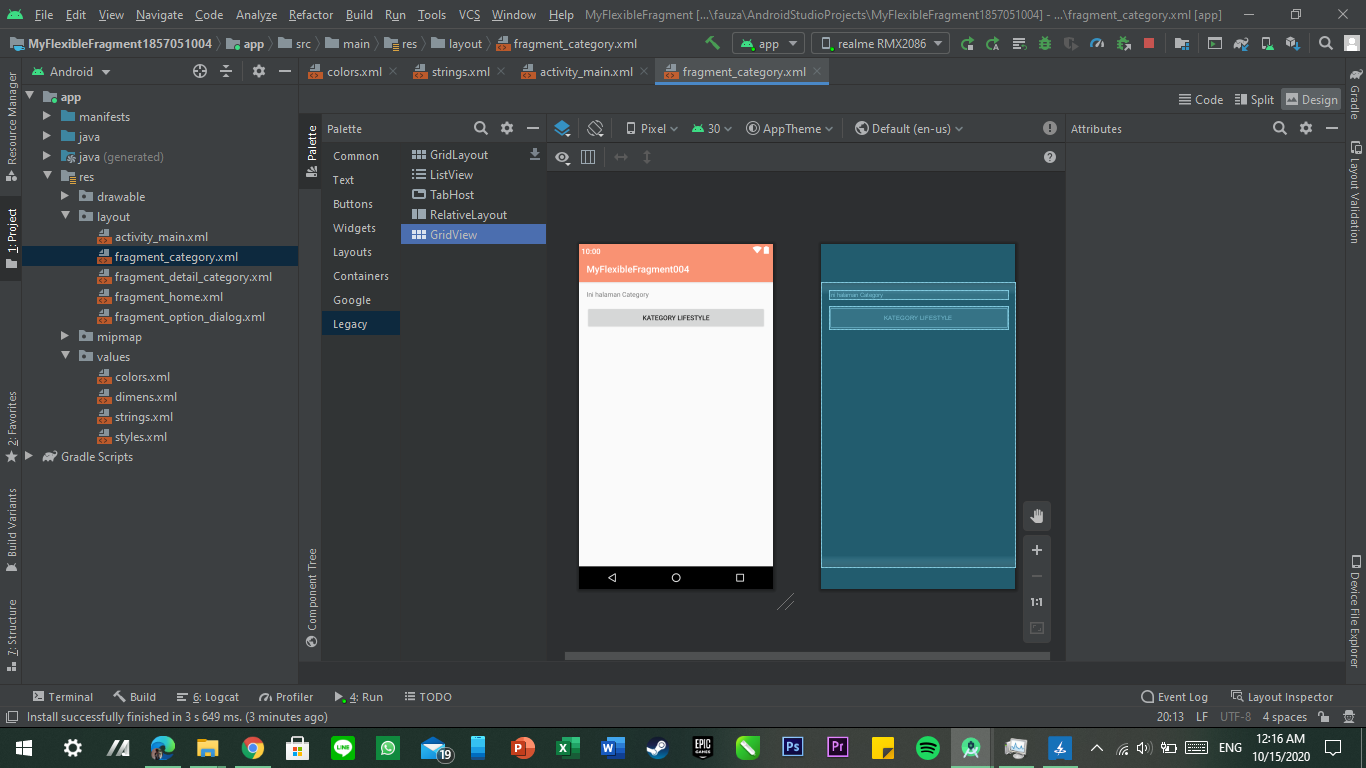 File Edit View Navigate Code Analyze Refactor Build Run Tools VCS Window Help MyFlexibleFragment [...\fauza\AndroidStudioProjects\MyFlexibleFragment1857051004] - ...\fragment_category.xml [app]
MyFlexibleFragment1857051004 app src main res layout fragment_category.xml app realme RMX2086
Android colors.xml strings.xml activity_main.xml fragment_category.xml
Code Split Design
Resource Manager
1: Project
2: Favorites
Build Variants
7: Structure
app
manifests
java
java (generated)
res
drawable
layout
activity_main.xml
fragment_category.xml
fragment_detail_category.xml
fragment_home.xml
fragment_option_dialog.xml
mipmap
values
colors.xml
dimens.xml
strings.xml
styles.xml
Gradle Scripts
Palette
Component Tree
Palette
Common
Text
Buttons
Widgets
Layouts
Containers
Google
Legacy
GridLayout
ListView
TabHost
RelativeLayout
GridView
Pixel 30 AppTheme Default (en-us)
10:00
MyFlexibleFragment004
Ini halaman Category
KATEGORY LIFESTYLE
Ini halaman Category
KATEGORY LIFESTYLE
1:1
Attributes
Gradle
Layout Validation
Device File Explorer
Terminal Build 6: Logcat Profiler 4: Run TODO Event Log Layout Inspector
Install successfully finished in 3 s 649 ms. (3 minutes ago) 20:13 LF UTF-8 4 spaces
19 EPIC GAMES LINE Ps Pr ENG 12:16 AM
10/15/2020